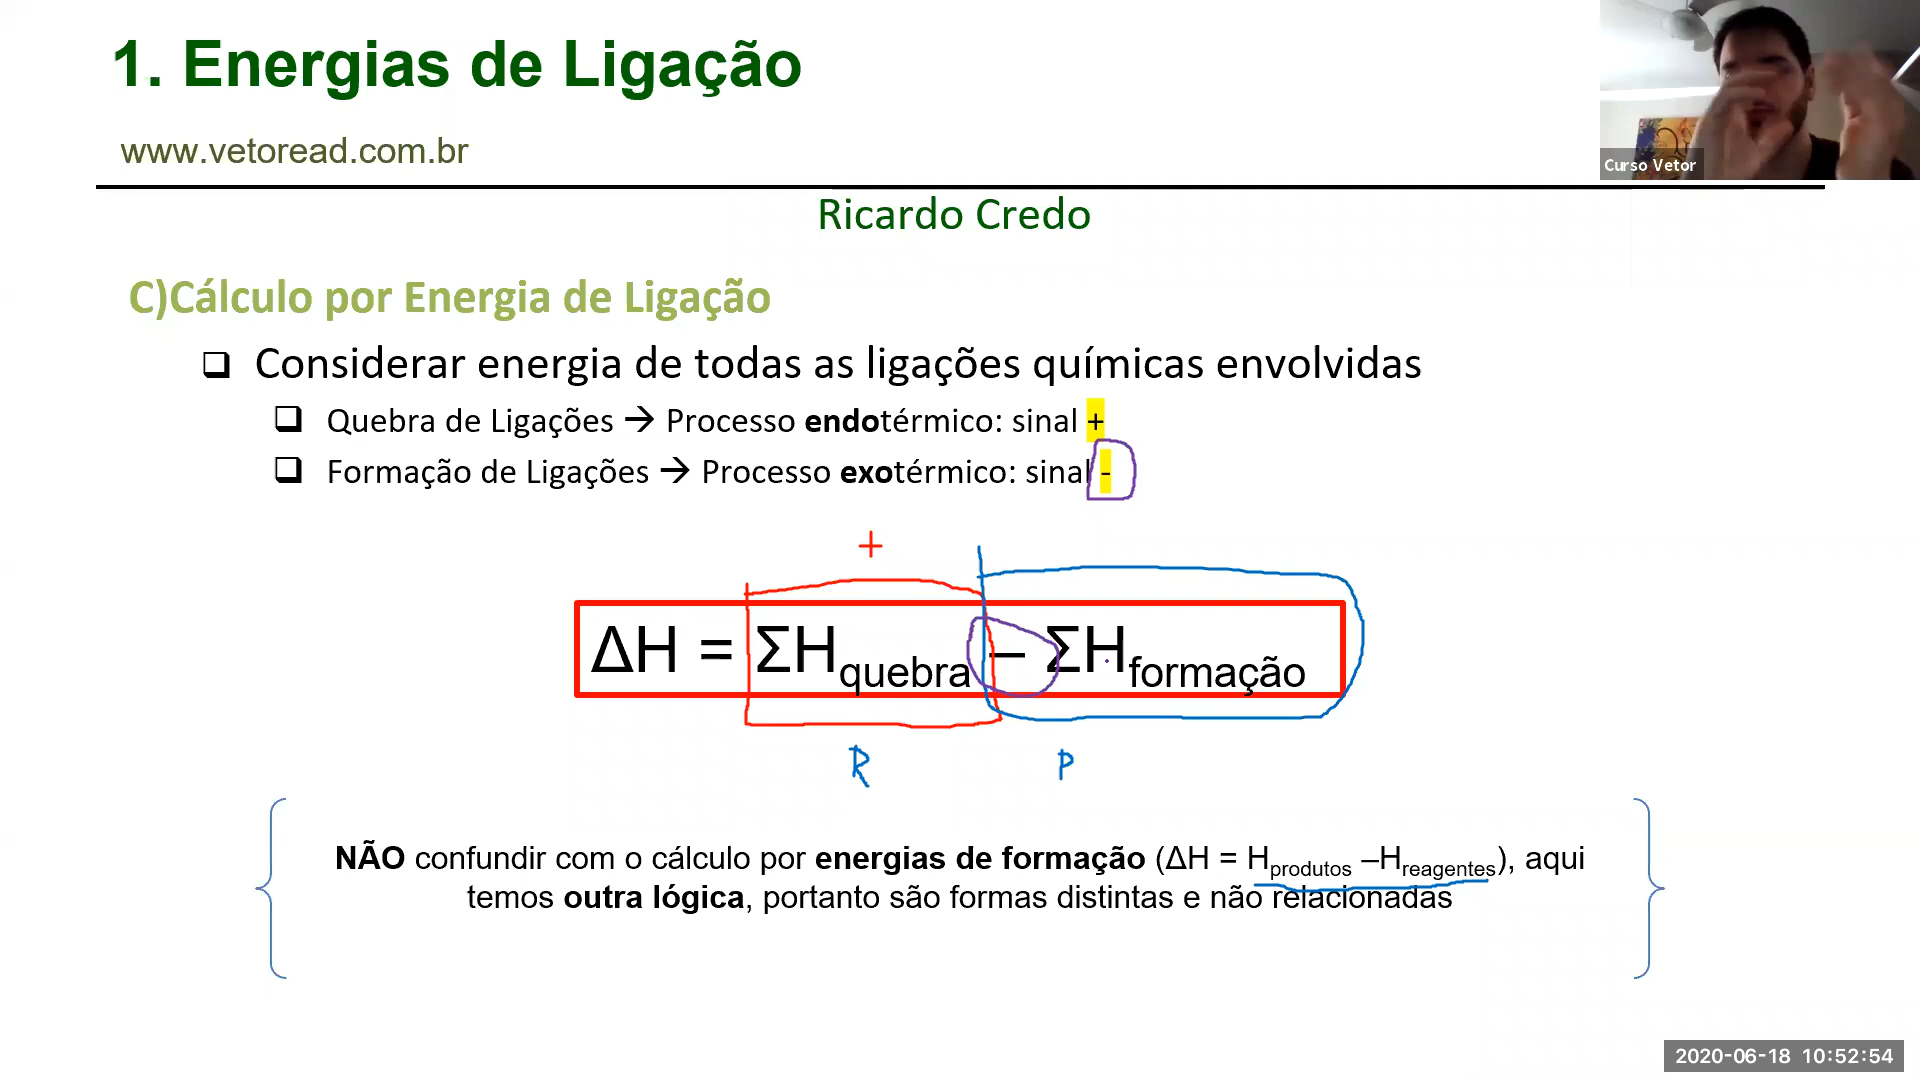 1. Energias de Ligação
www.vetoread.com.br
Curso Vetor
Ricardo Credo
C)Cálculo por Energia de Ligação
❑ Considerar energia de todas as ligações químicas envolvidas
❑ Quebra de Ligações → Processo endotérmico: sinal +
❑ Formação de Ligações → Processo exotérmico: sinal -
+
ΔH = ΣHquebra – ΣHformação
R P
NÃO confundir com o cálculo por energias de formação (ΔH = Hprodutos –Hreagentes), aqui
temos outra lógica, portanto são formas distintas e não relacionadas
2020-06-18 10:52:54